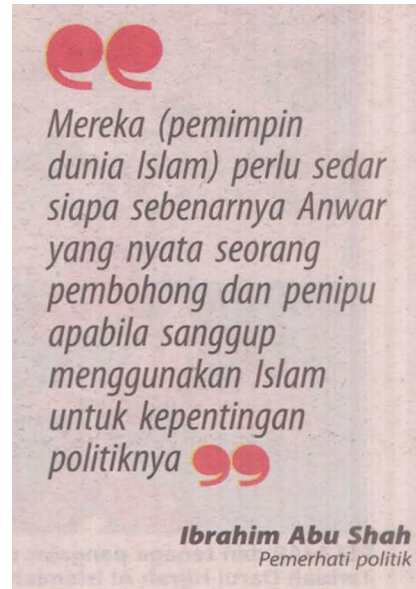 Mereka (pemimpin
dunia Islam) perlu sedar
siapa sebenarnya Anwar
yang nyata seorang
pembohong dan penipu
apabila sanggup
menggunakan Islam
untuk kepentingan
politiknya
Ibrahim Abu Shah
Pemerhati politik